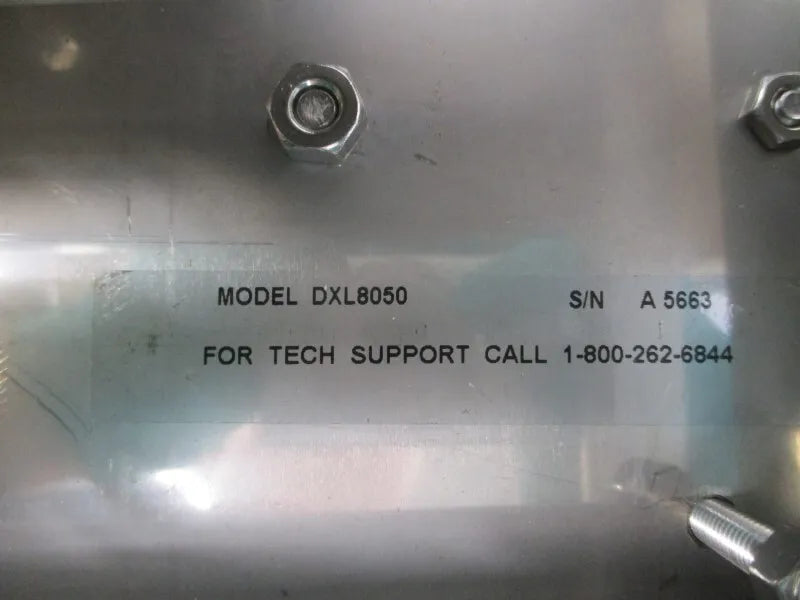 MODEL DXL8050 S/N A 5663
FOR TECH SUPPORT CALL 1-800-262-6844